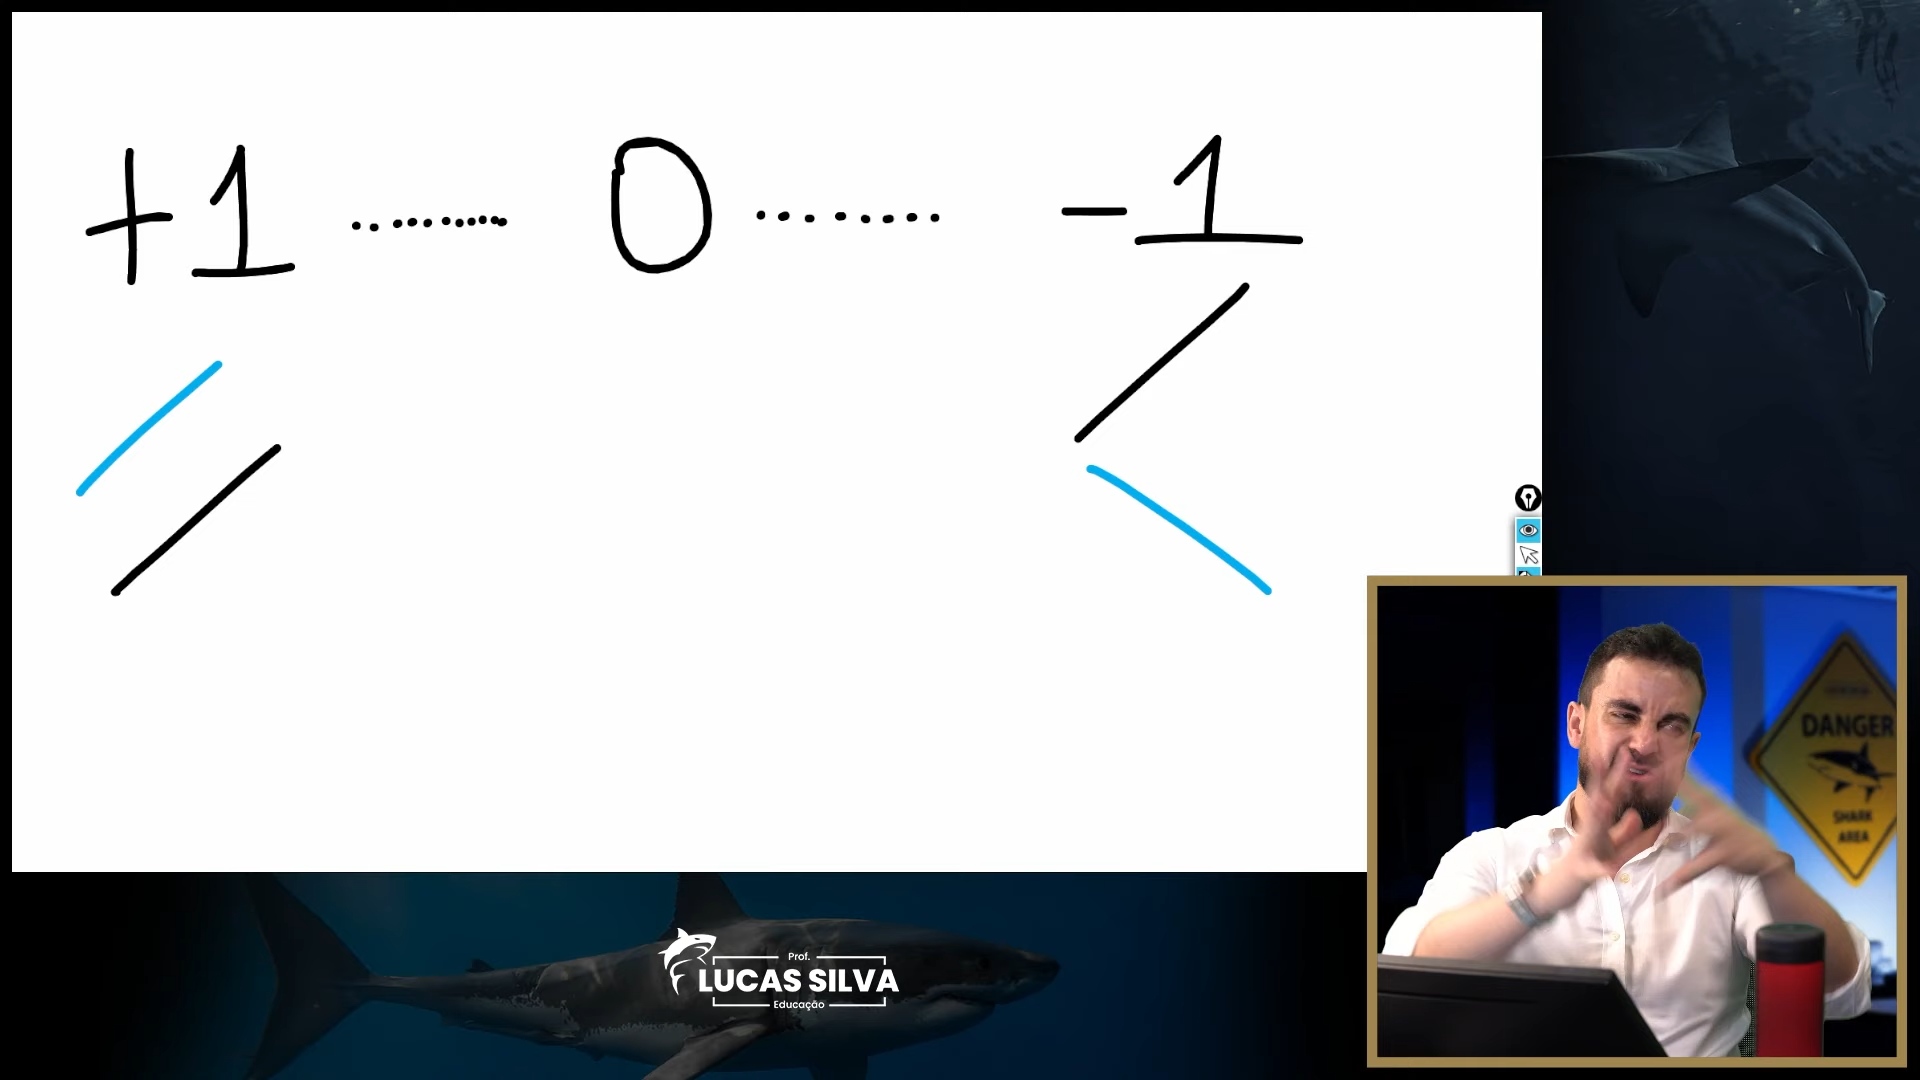 +1 ............ 0 ........ -1
DANGER
SHARK
AREA
Prof.
LUCAS SILVA
Educação